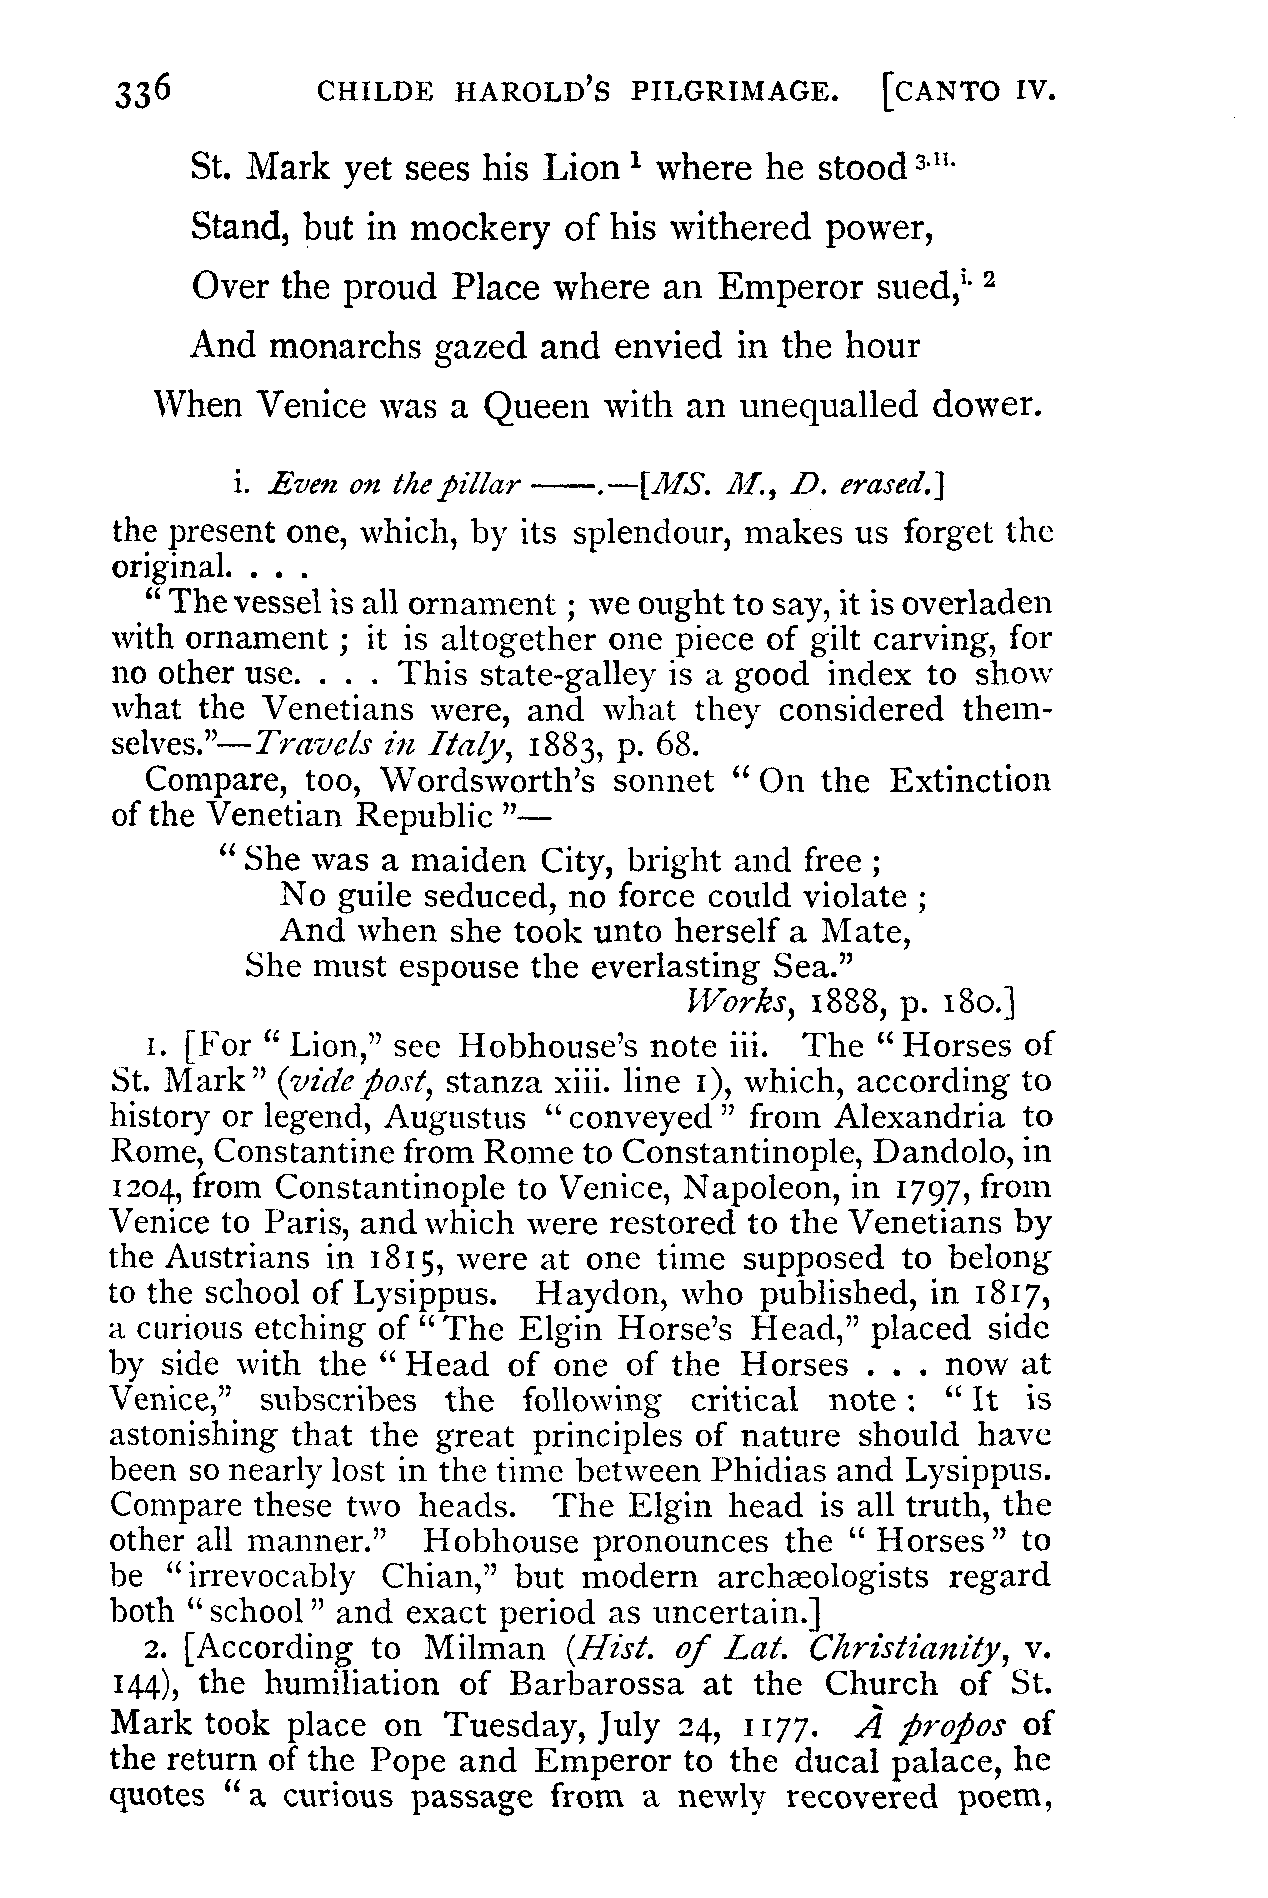 336 CHILDE HAROLD'S PILGRIMAGE. [CANTO IV.
St. Mark yet sees his Lion ¹ where he stood ³·ᴴ·
Stand, but in mockery of his withered power,
Over the proud Place where an Emperor sued,ⁱ· ²
And monarchs gazed and envied in the hour
When Venice was a Queen with an unequalled dower.
i. Even on the pillar ——.—[MS. M., D. erased.]
the present one, which, by its splendour, makes us forget the
original. . . .
"The vessel is all ornament ; we ought to say, it is overladen
with ornament ; it is altogether one piece of gilt carving, for
no other use. . . . This state-galley is a good index to show
what the Venetians were, and what they considered them-
selves."—Travels in Italy, 1883, p. 68.
Compare, too, Wordsworth's sonnet "On the Extinction
of the Venetian Republic"—
"She was a maiden City, bright and free ;
No guile seduced, no force could violate ;
And when she took unto herself a Mate,
She must espouse the everlasting Sea."
Works, 1888, p. 180.]
1. [For "Lion," see Hobhouse's note iii. The "Horses of
St. Mark" (vide post, stanza xiii. line 1), which, according to
history or legend, Augustus "conveyed" from Alexandria to
Rome, Constantine from Rome to Constantinople, Dandolo, in
1204, from Constantinople to Venice, Napoleon, in 1797, from
Venice to Paris, and which were restored to the Venetians by
the Austrians in 1815, were at one time supposed to belong
to the school of Lysippus. Haydon, who published, in 1817,
a curious etching of "The Elgin Horse's Head," placed side
by side with the "Head of one of the Horses . . . now at
Venice," subscribes the following critical note : "It is
astonishing that the great principles of nature should have
been so nearly lost in the time between Phidias and Lysippus.
Compare these two heads. The Elgin head is all truth, the
other all manner." Hobhouse pronounces the "Horses" to
be "irrevocably Chian," but modern archæologists regard
both "school" and exact period as uncertain.]
2. [According to Milman (Hist. of Lat. Christianity, v.
144), the humiliation of Barbarossa at the Church of St.
Mark took place on Tuesday, July 24, 1177. À propos of
the return of the Pope and Emperor to the ducal palace, he
quotes "a curious passage from a newly recovered poem,